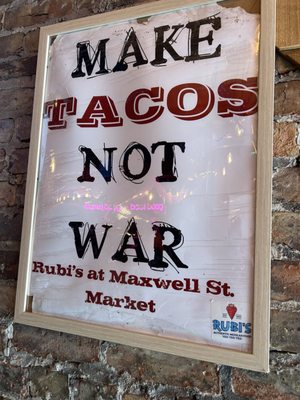 MAKE
TACOS
NOT
WAR
Rubi's at Maxwell St.
Market
RUBI'S